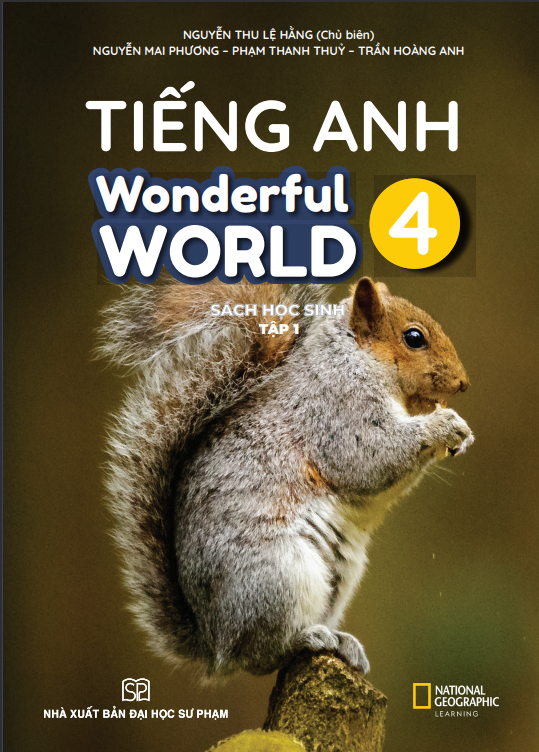 NGUYỄN THU LỆ HẰNG (Chủ biên)
NGUYỄN MAI PHƯƠNG – PHẠM THANH THUỶ – TRẦN HOÀNG ANH
TIẾNG ANH
Wonderful
WORLD
4
SÁCH HỌC SINH
TẬP 1
SP
NHÀ XUẤT BẢN ĐẠI HỌC SƯ PHẠM
NATIONAL
GEOGRAPHIC
LEARNING